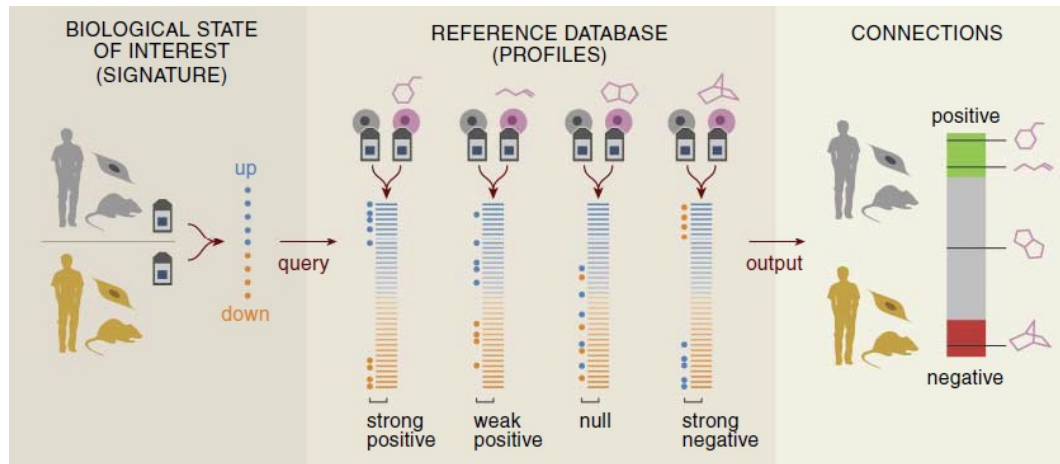 BIOLOGICAL STATE
OF INTEREST
(SIGNATURE)
up
down
query
REFERENCE DATABASE
(PROFILES)
strong
positive
weak
positive
null
strong
negative
output
CONNECTIONS
positive
negative